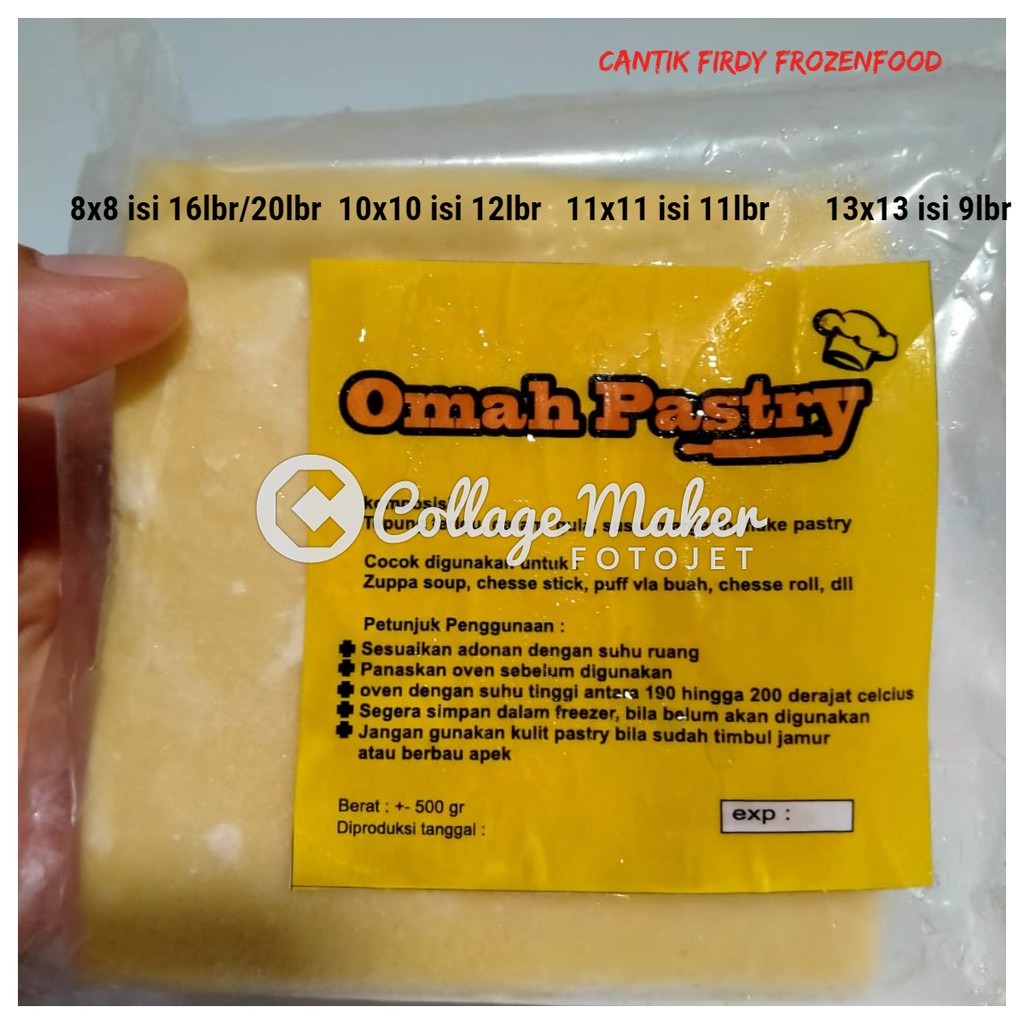 CANTIK FIRDY FROZENFOOD
8x8 isi 16lbr/20lbr 10x10 isi 12lbr 11x11 isi 11lbr 13x13 isi 9lbr
Omah Pastry
Collage Maker
FOTOJET
make pastry
Cocok digunakan untuk :
Zuppa soup, chesse stick, puff vla buah, chesse roll, dll
Petunjuk Penggunaan :
Sesuaikan adonan dengan suhu ruang
Panaskan oven sebelum digunakan
oven dengan suhu tinggi antara 190 hingga 200 derajat celcius
Segera simpan dalam freezer, bila belum akan digunakan
Jangan gunakan kulit pastry bila sudah timbul jamur
atau berbau apek
Berat : +- 500 gr
Diproduksi tanggal :
exp :